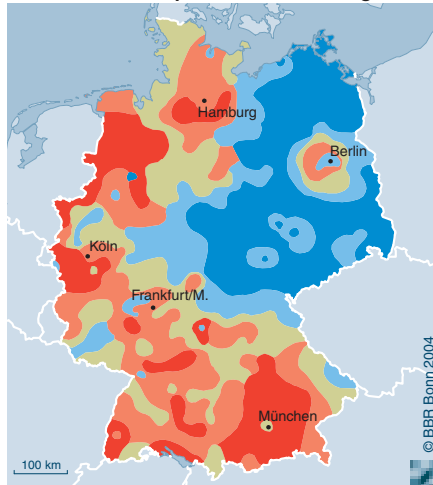 Hamburg
Berlin
Köln
Frankfurt/M.
München
100 km
© BBR Bonn 2004